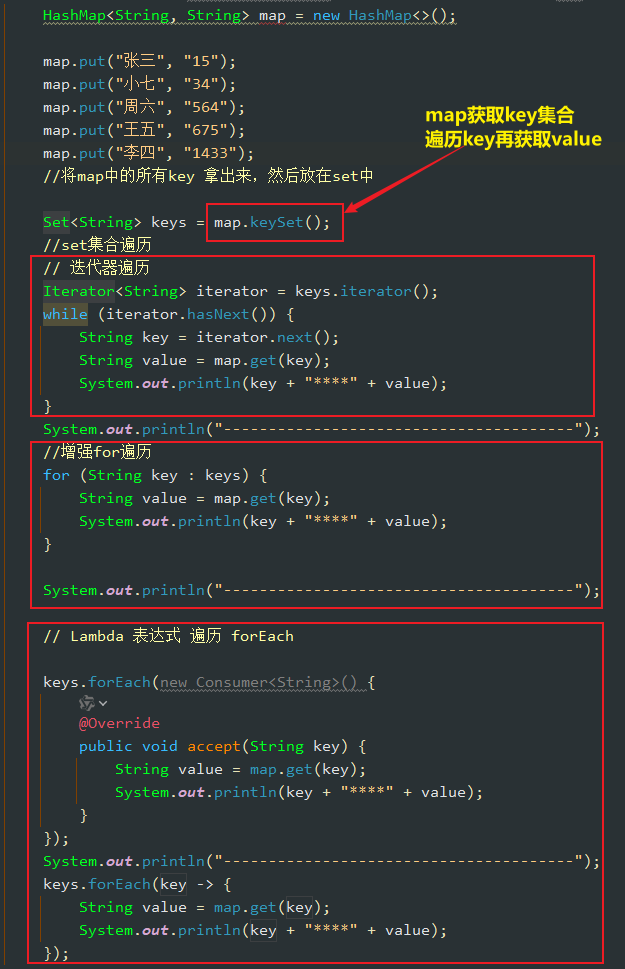 HashMap<String, String> map = new HashMap<>();
map.put("张三", "15");
map.put("小七", "34");
map.put("周六", "564");
map.put("王五", "675");
map.put("李四", "1433");
map获取key集合
遍历key再获取value
//将map中的所有key 拿出来，然后放在set中
Set<String> keys = map.keySet();
//set集合遍历
// 迭代器遍历
Iterator<String> iterator = keys.iterator();
while (iterator.hasNext()) {
    String key = iterator.next();
    String value = map.get(key);
    System.out.println(key + "****" + value);
}
System.out.println("---------------------------------------");
//增强for遍历
for (String key : keys) {
    String value = map.get(key);
    System.out.println(key + "****" + value);
}
System.out.println("---------------------------------------");
// Lambda 表达式 遍历 forEach
keys.forEach(new Consumer<String>() {
    @Override
    public void accept(String key) {
        String value = map.get(key);
        System.out.println(key + "****" + value);
    }
});
System.out.println("---------------------------------------");
keys.forEach(key -> {
    String value = map.get(key);
    System.out.println(key + "****" + value);
});